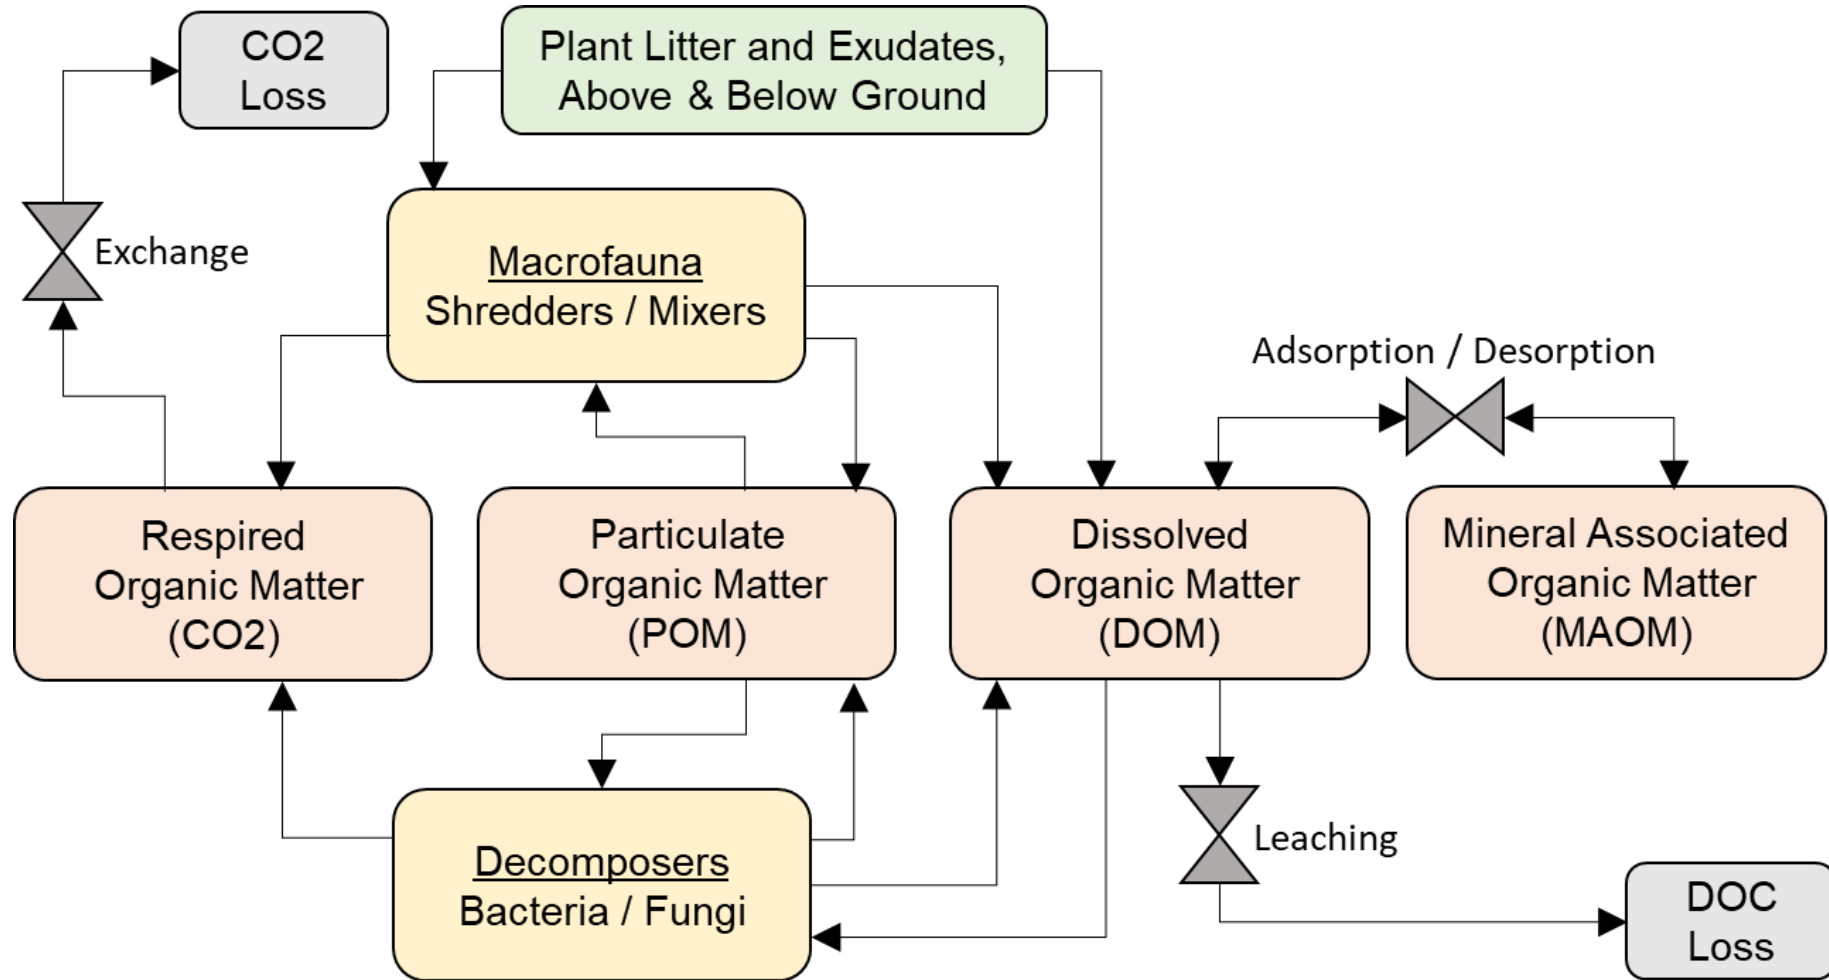 CO2
Loss
Plant Litter and Exudates,
Above & Below Ground
Exchange
Macrofauna
Shredders / Mixers
Adsorption / Desorption
Respired
Organic Matter
(CO2)
Particulate
Organic Matter
(POM)
Dissolved
Organic Matter
(DOM)
Mineral Associated
Organic Matter
(MAOM)
Decomposers
Bacteria / Fungi
Leaching
DOC
Loss